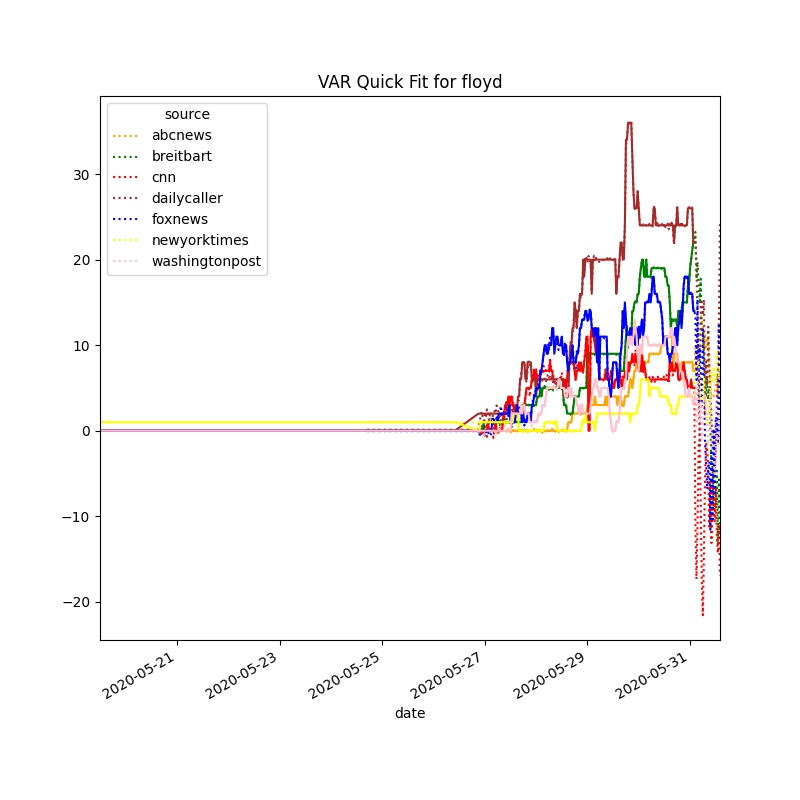 VAR Quick Fit for floyd
source
abcnews
breitbart
cnn
dailycaller
foxnews
newyorktimes
washingtonpost
30
20
10
0
−10
−20
2020-05-21
2020-05-23
2020-05-25
2020-05-27
2020-05-29
2020-05-31
date